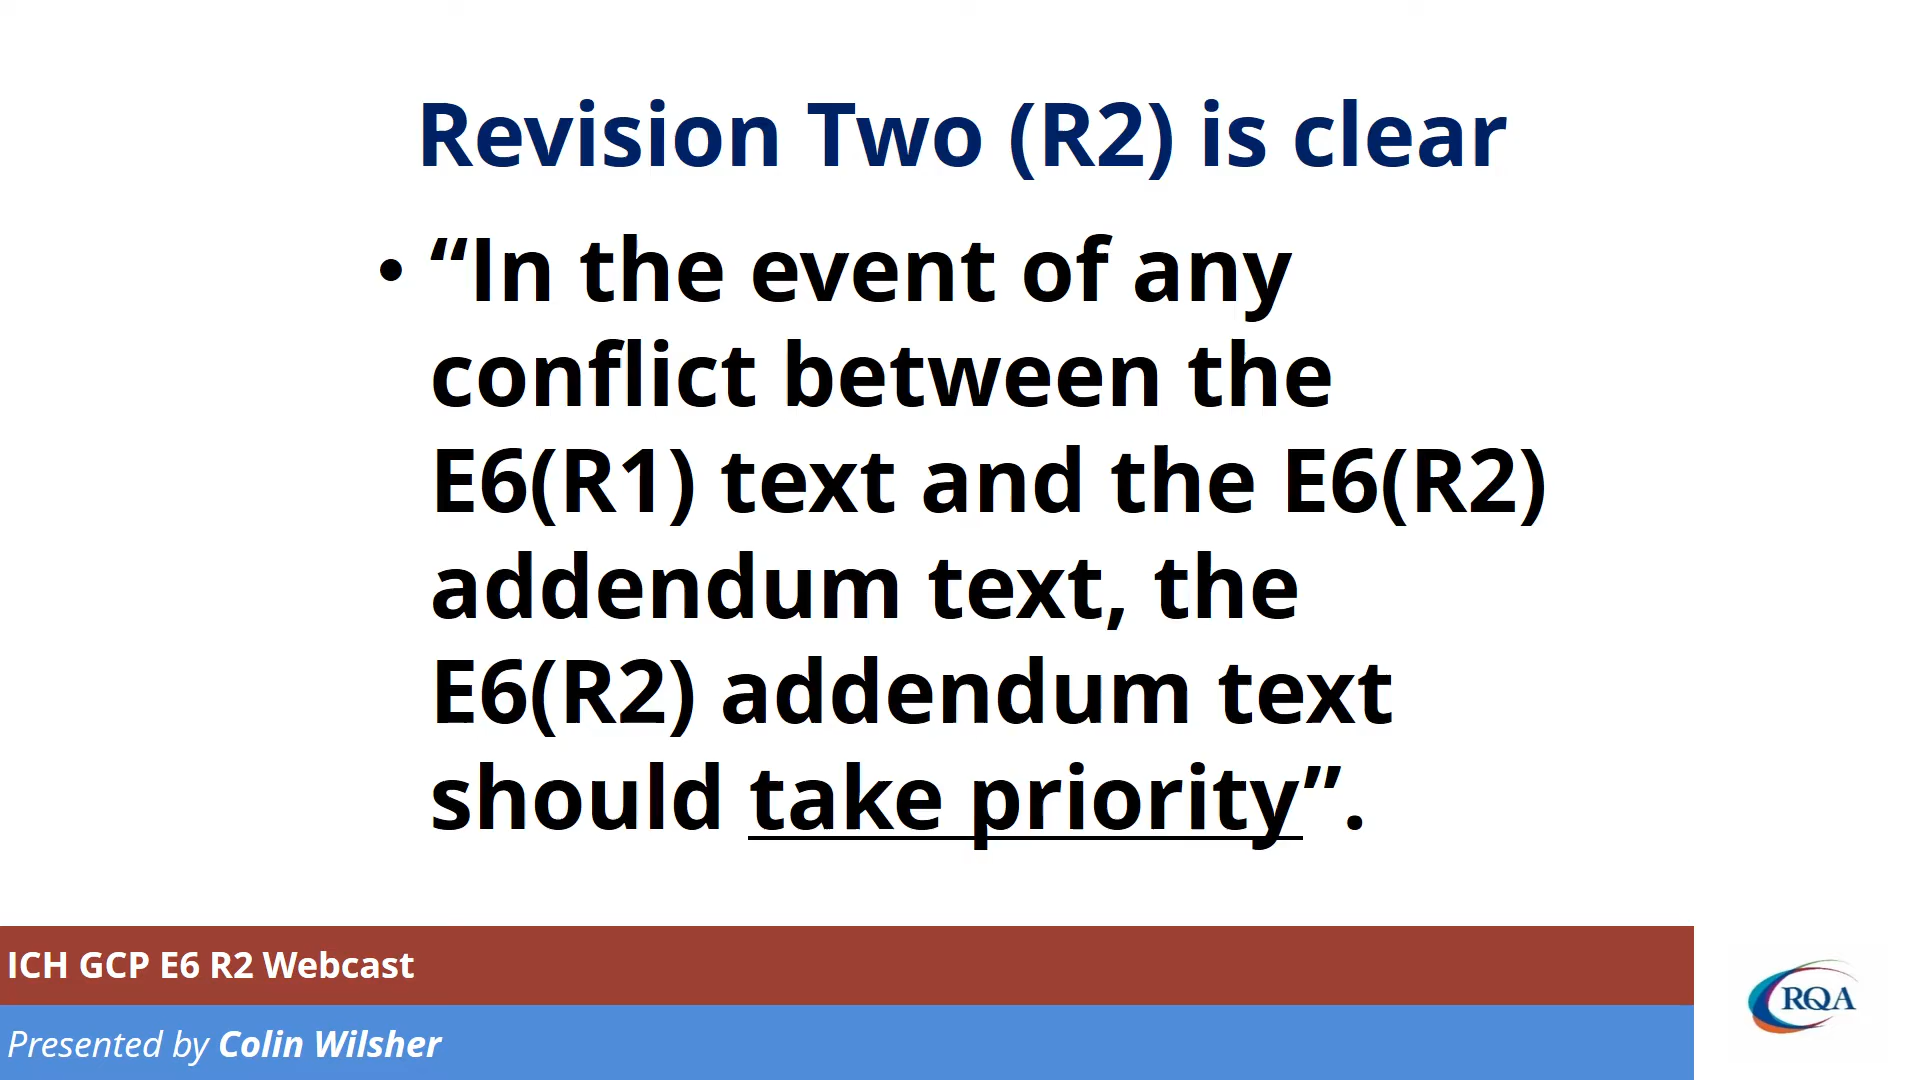 Revision Two (R2) is clear
• “In the event of any
conflict between the
E6(R1) text and the E6(R2)
addendum text, the
E6(R2) addendum text
should take priority”.
ICH GCP E6 R2 Webcast
Presented by Colin Wilsher
RQA